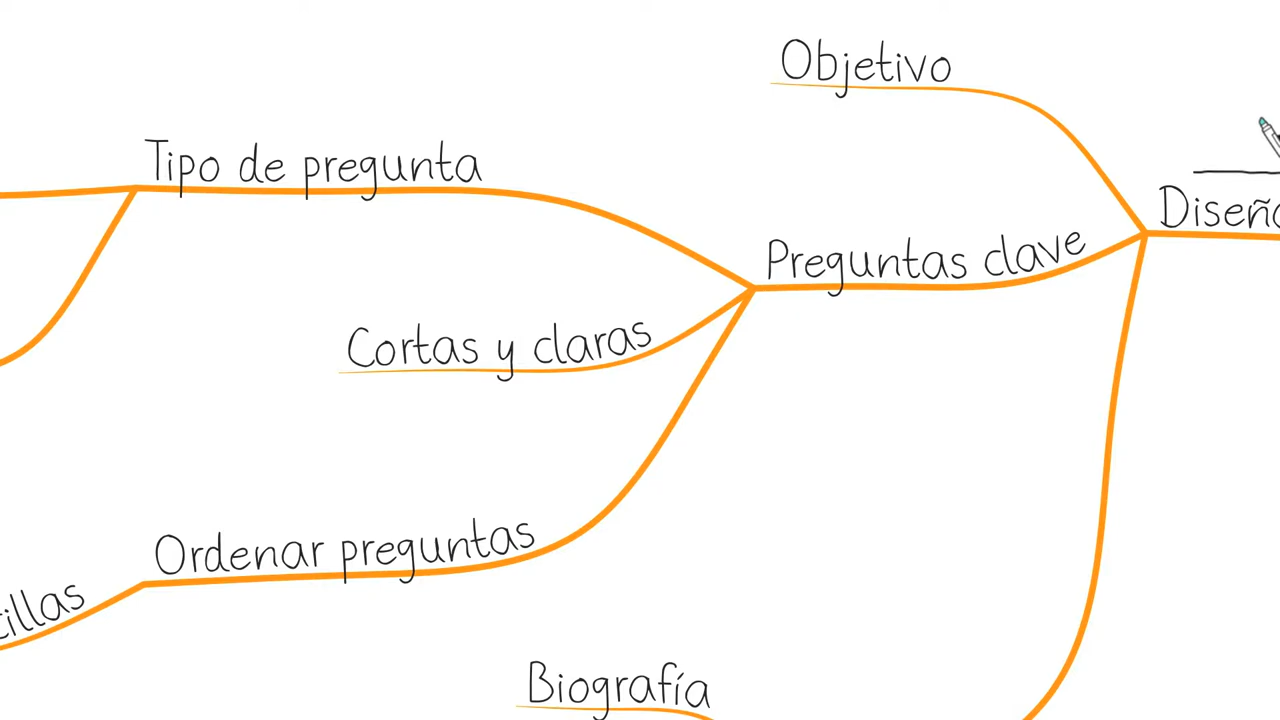 Objetivo
Tipo de pregunta
Preguntas clave
Cortas y claras
Ordenar preguntas
Biografía